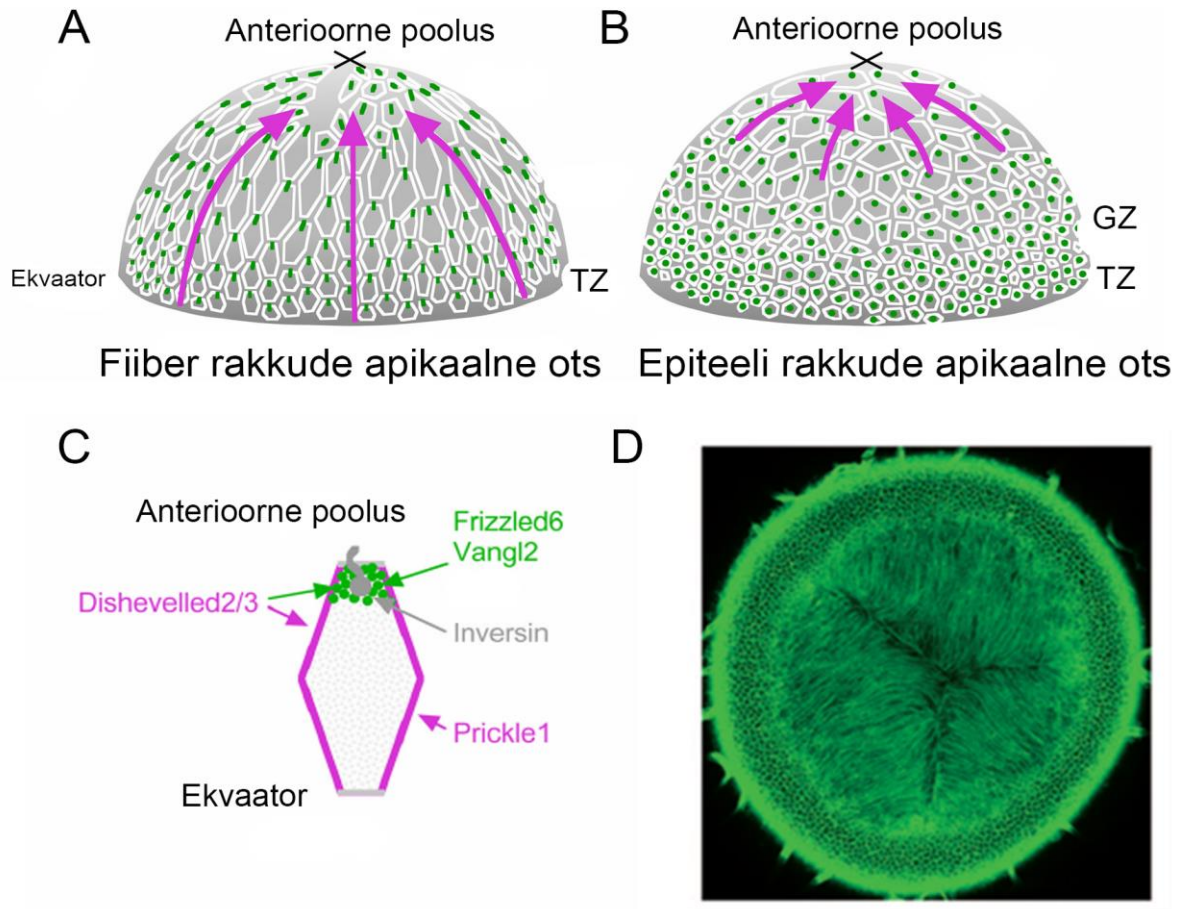 A
Anterioorne poolus
Ekvaator
TZ
Fiiber rakkude apikaalne ots
B
Anterioorne poolus
GZ
TZ
Epiteeli rakkude apikaalne ots
C
Anterioorne poolus
Frizzled6
Vangl2
Dishevelled2/3
Inversin
Prickle1
Ekvaator
D